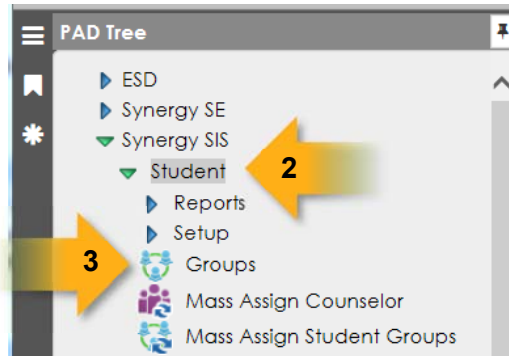 PAD Tree
ESD
Synergy SE
Synergy SIS
Student
2
Reports
Setup
3
Groups
Mass Assign Counselor
Mass Assign Student Groups